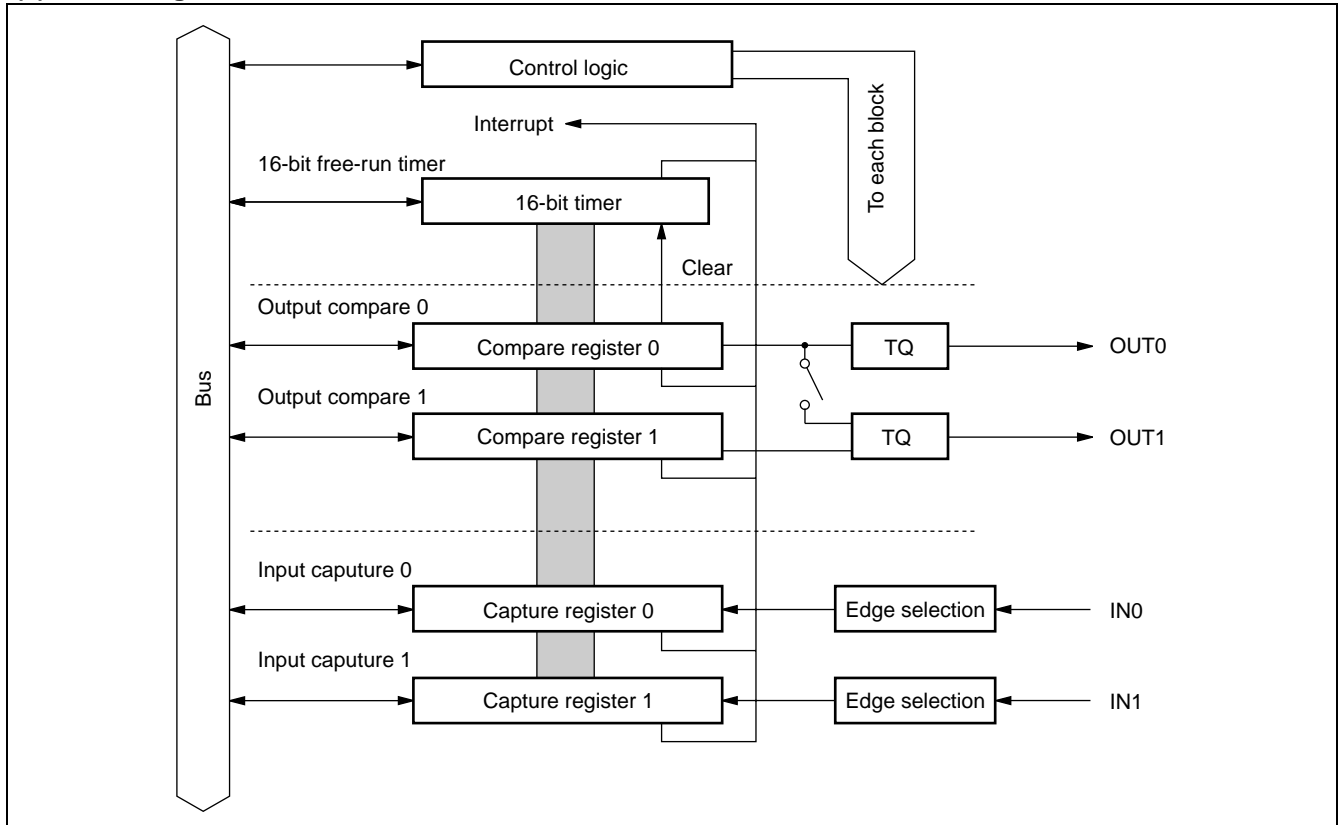 Control logic
To each block
Interrupt
16-bit free-run timer
16-bit timer
Clear
Bus
Output compare 0
Compare register 0
TQ
OUT0
Output compare 1
Compare register 1
TQ
OUT1
Input caputure 0
Capture register 0
Edge selection
IN0
Input caputure 1
Capture register 1
Edge selection
IN1